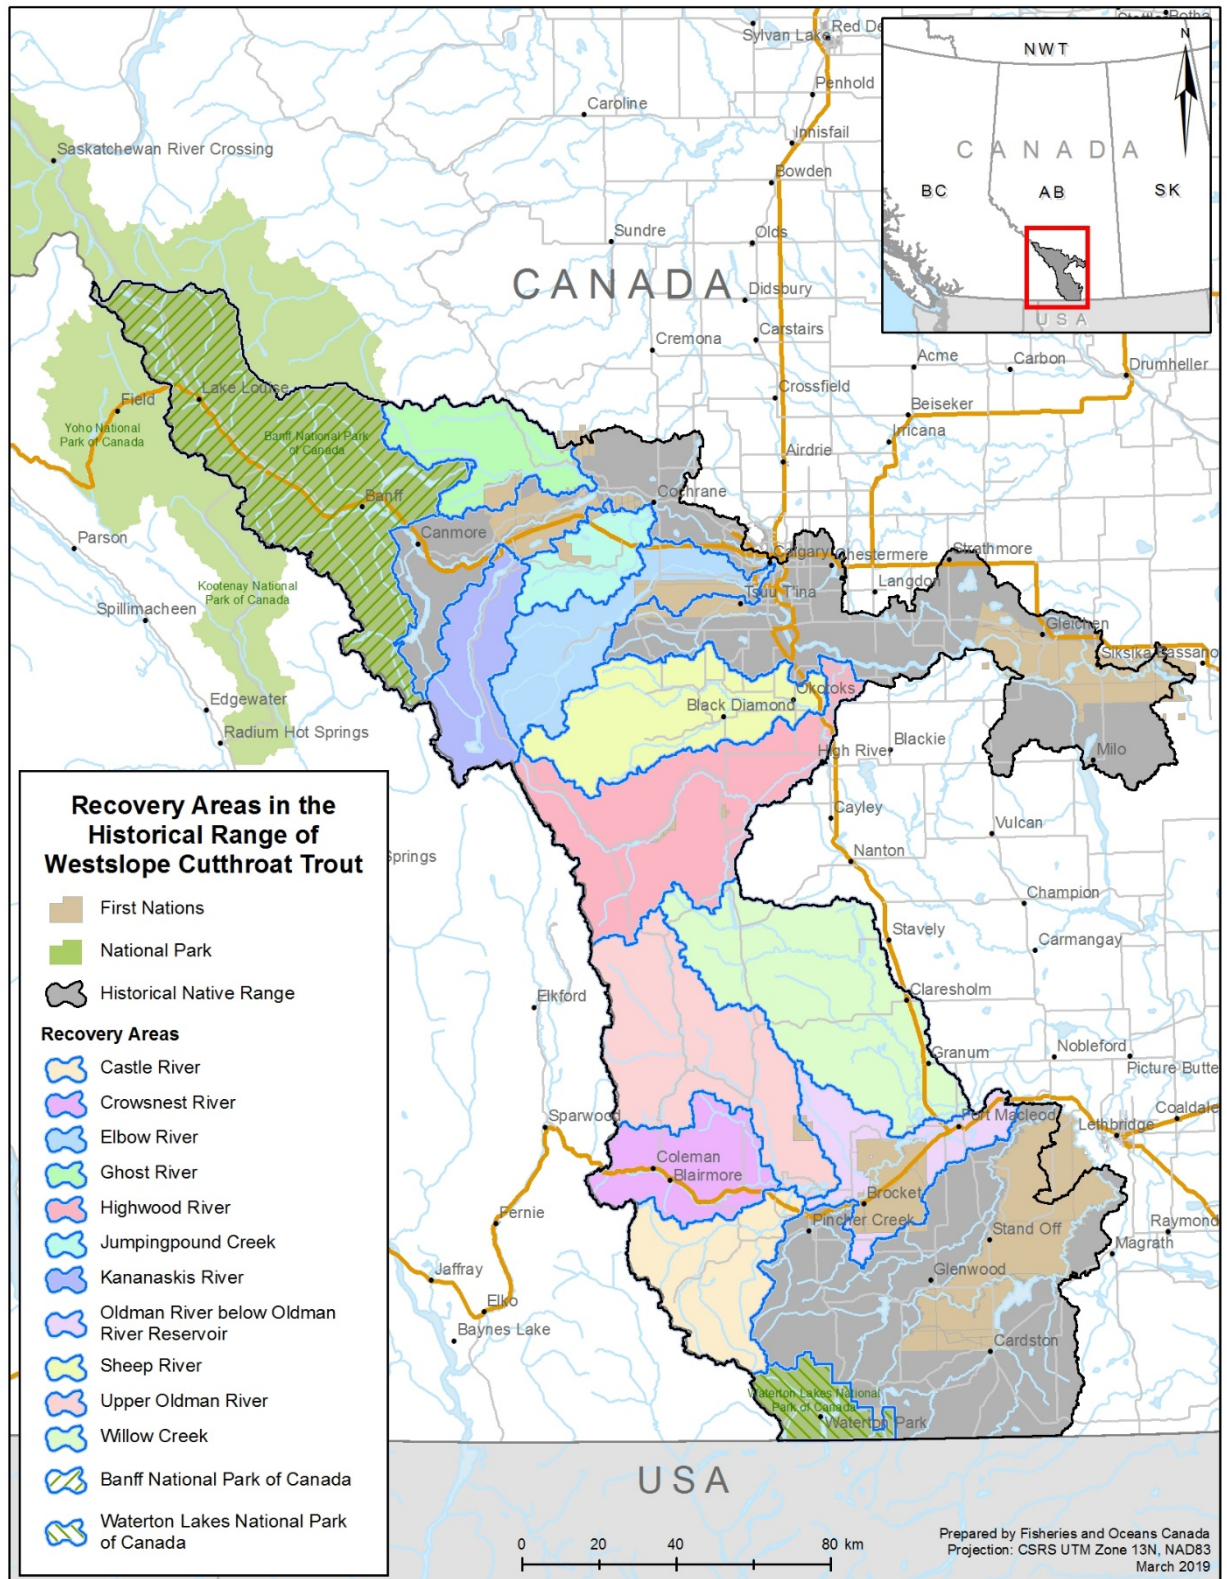 Sylvan Lake
Red De
Penhold
Caroline
Innisfail
Saskatchewan River Crossing
Bowden
Sundre
Olds
CANADA
Didsbury
Carstairs
Cremona
Acme
Carbon
Drumheller
Crossfield
Lake Louise
Field
Beiseker
Yoho National
Park of Canada
Banff National Park
of Canada
Irricana
Airdrie
Banff
Cochrane
Canmore
Parson
Calgary
Chestermere
Strathmore
Kootenay National
Park of Canada
Langdon
Tsuu T'ina
Spillimacheen
Gleichen
Siksika
Bassano
Edgewater
Okotoks
Black Diamond
Radium Hot Springs
High River
Blackie
Milo
Cayley
Vulcan
Springs
Nanton
Champion
Stavely
Carmangay
Elkford
Claresholm
Granum
Nobleford
Picture Butte
Sparwood
Fort Macleod
Coaldale
Lethbridge
Coleman
Blairmore
Brocket
Fernie
Pincher Creek
Stand Off
Raymond
Magrath
Jaffray
Glenwood
Elko
Baynes Lake
Cardston
Waterton Lakes National
Park of Canada
Waterton Park
USA
NWT
N
CANADA
BC
AB
SK
USA
Recovery Areas in the
Historical Range of
Westslope Cutthroat Trout
First Nations
National Park
Historical Native Range
Recovery Areas
Castle River
Crowsnest River
Elbow River
Ghost River
Highwood River
Jumpingpound Creek
Kananaskis River
Oldman River below Oldman
River Reservoir
Sheep River
Upper Oldman River
Willow Creek
Banff National Park of Canada
Waterton Lakes National Park
of Canada
0 20 40 80 km
Prepared by Fisheries and Oceans Canada
Projection: CSRS UTM Zone 13N, NAD83
March 2019